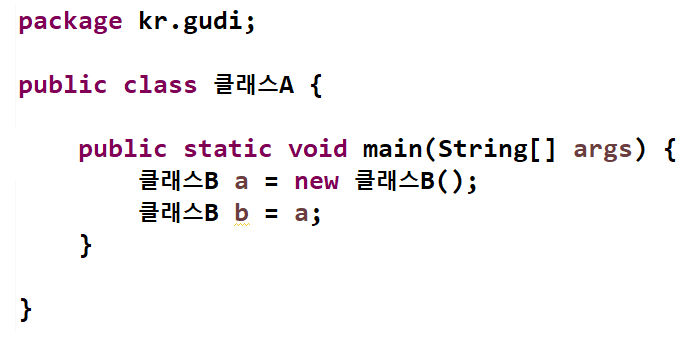 package kr.gudi;
public class 클래스A {
public static void main(String[] args) {
클래스B a = new 클래스B();
클래스B b = a;
}
}